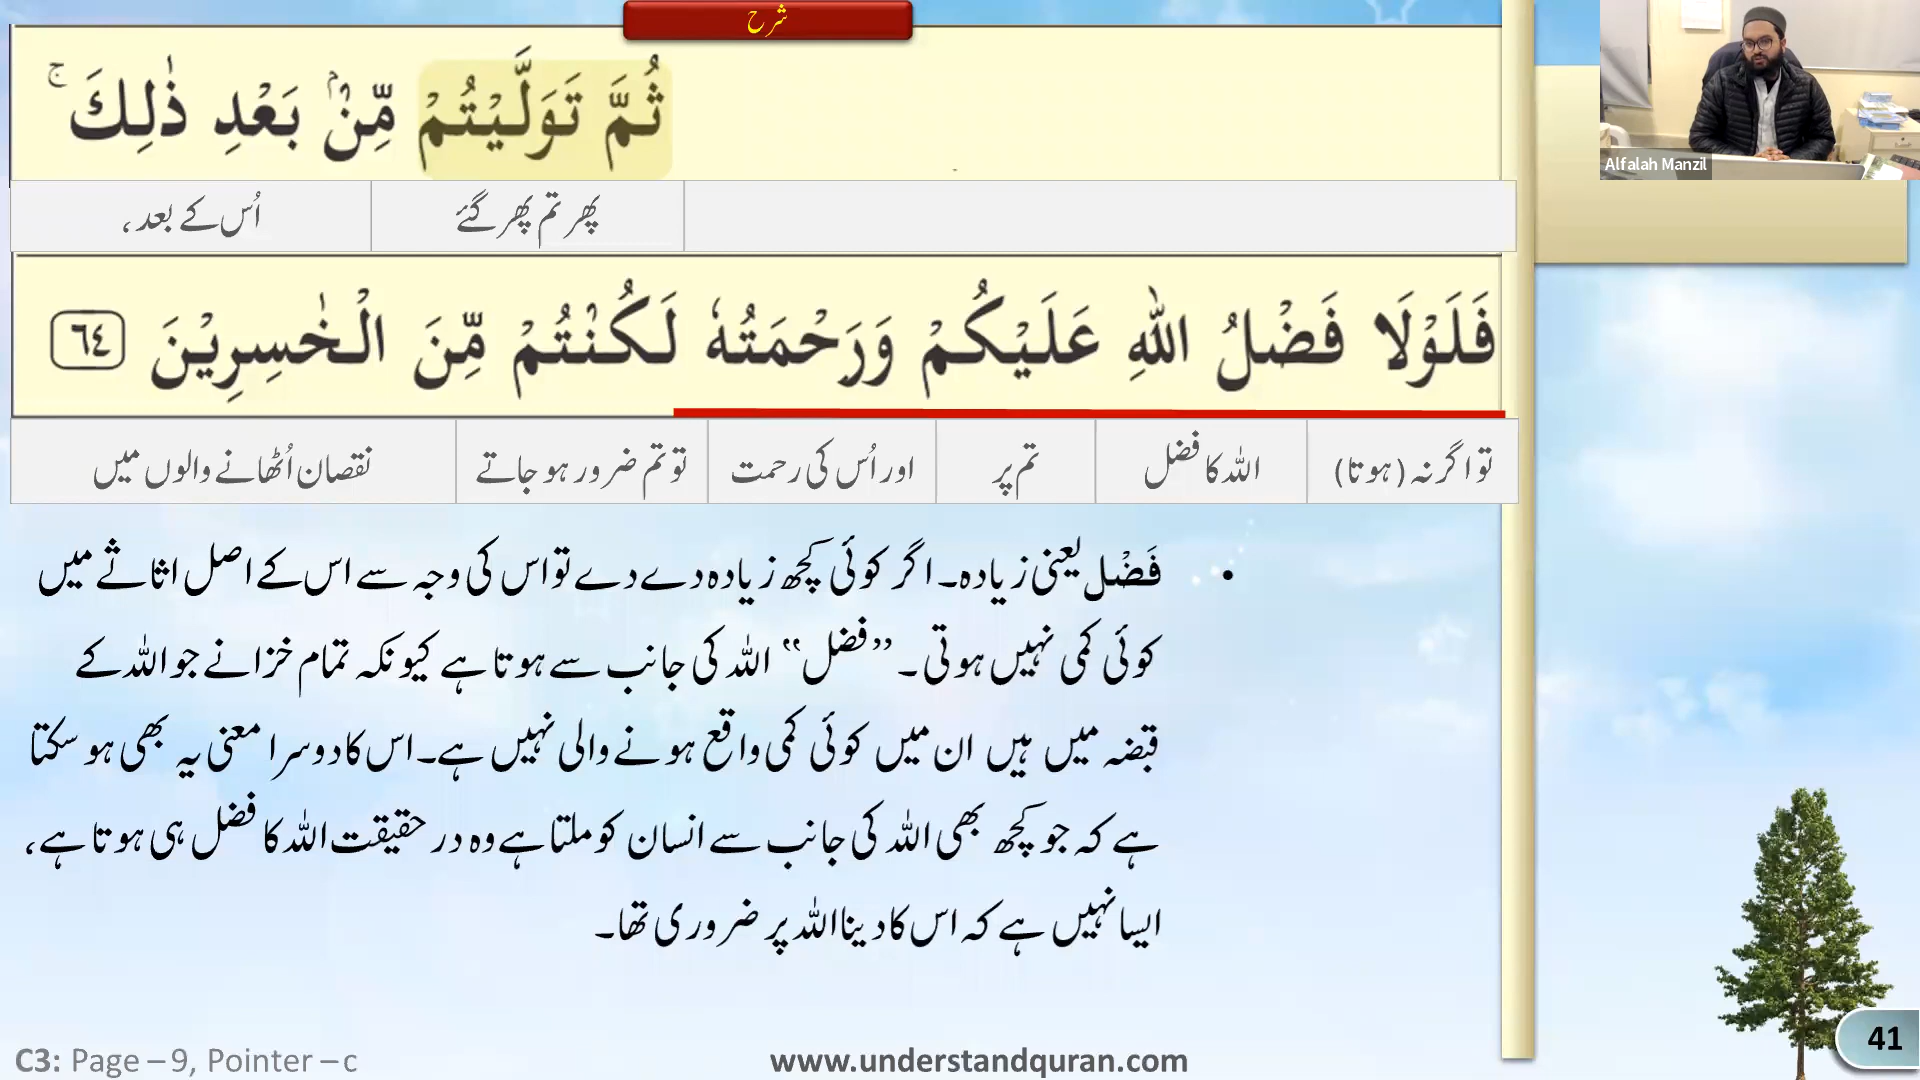 شرح
ثُمَّ تَوَلَّيْتُمْ مِّنْۢ بَعْدِ ذٰلِكَ ۚ
Alfalah Manzil
پھر تم پھر گئے اُس کے بعد،
فَلَوْلَا فَضْلُ اللّٰهِ عَلَيْكُمْ وَرَحْمَتُهٗ لَكُنْتُمْ مِّنَ الْخٰسِرِيْنَ ٦٤
تو اگر نہ (ہوتا) اللہ کا فضل تم پر اور اُس کی رحمت تو تم ضرور ہو جاتے نقصان اُٹھانے والوں میں
• فَضْل یعنی زیادہ۔ اگر کوئی کچھ زیادہ دے دے تو اس کی وجہ سے اس کے اصل اثاثے میں
کوئی کمی نہیں ہوتی۔ ”فضل“ اللہ کی جانب سے ہوتا ہے کیونکہ تمام خزانے جو اللہ کے
قبضہ میں ہیں ان میں کوئی کمی واقع ہونے والی نہیں ہے۔ اس کا دوسرا معنی یہ بھی ہو سکتا
ہے کہ جو کچھ بھی اللہ کی جانب سے انسان کو ملتا ہے وہ در حقیقت اللہ کا فضل ہی ہوتا ہے،
ایسا نہیں ہے کہ اس کا دینا اللہ پر ضروری تھا۔
C3: Page – 9, Pointer – c
www.understandquran.com
41